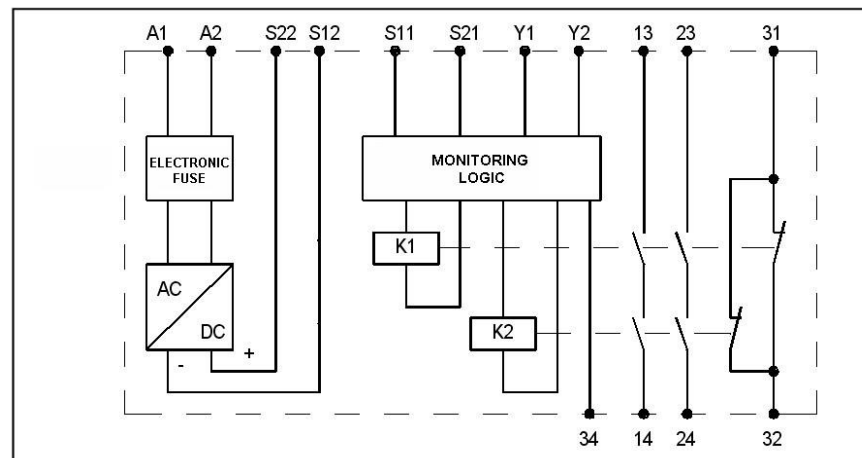 A1 A2 S22 S12 S11 S21 Y1 Y2 13 23 31
ELECTRONIC
FUSE
MONITORING
LOGIC
K1
AC
DC
K2
- +
34 14 24 32